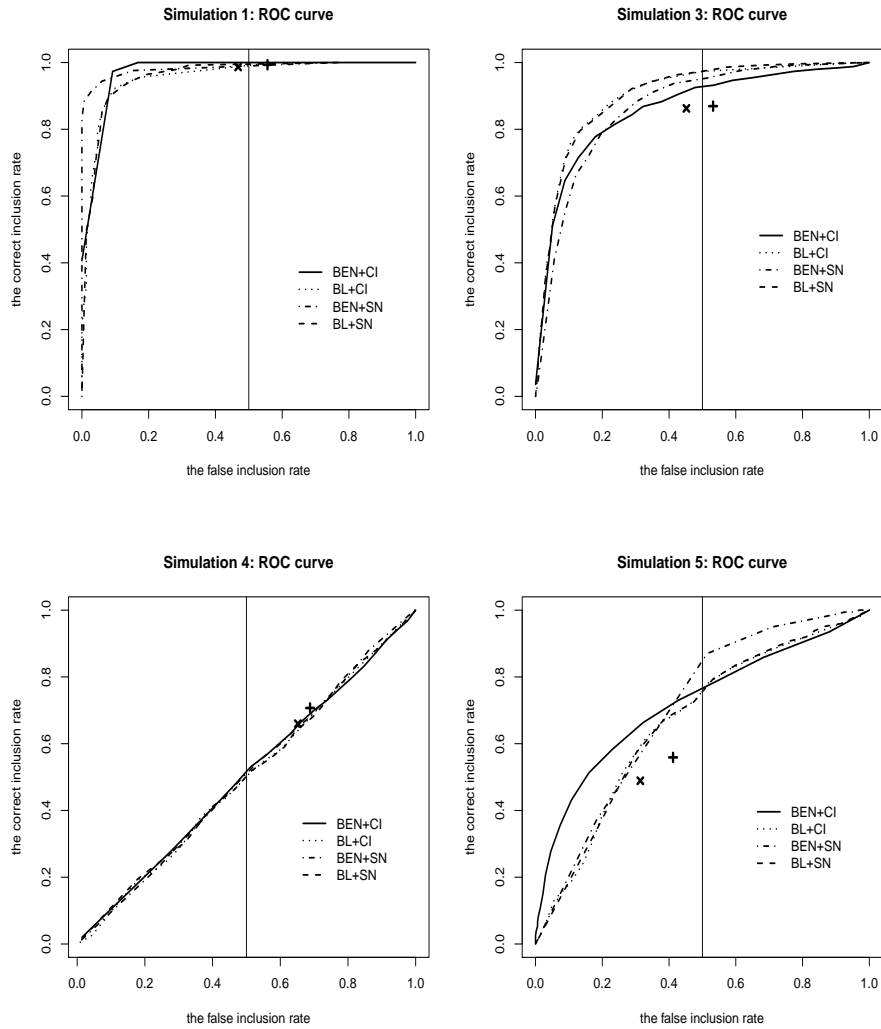 Simulation 1: ROC curve
the correct inclusion rate
1.0
0.8
0.6
0.4
0.2
0.0
BEN+CI
BL+CI
BEN+SN
BL+SN
0.0 0.2 0.4 0.6 0.8 1.0
the false inclusion rate
Simulation 3: ROC curve
the correct inclusion rate
1.0
0.8
0.6
0.4
0.2
0.0
BEN+CI
BL+CI
BEN+SN
BL+SN
0.0 0.2 0.4 0.6 0.8 1.0
the false inclusion rate
Simulation 4: ROC curve
the correct inclusion rate
1.0
0.8
0.6
0.4
0.2
0.0
BEN+CI
BL+CI
BEN+SN
BL+SN
0.0 0.2 0.4 0.6 0.8 1.0
the false inclusion rate
Simulation 5: ROC curve
the correct inclusion rate
1.0
0.8
0.6
0.4
0.2
0.0
BEN+CI
BL+CI
BEN+SN
BL+SN
0.0 0.2 0.4 0.6 0.8 1.0
the false inclusion rate